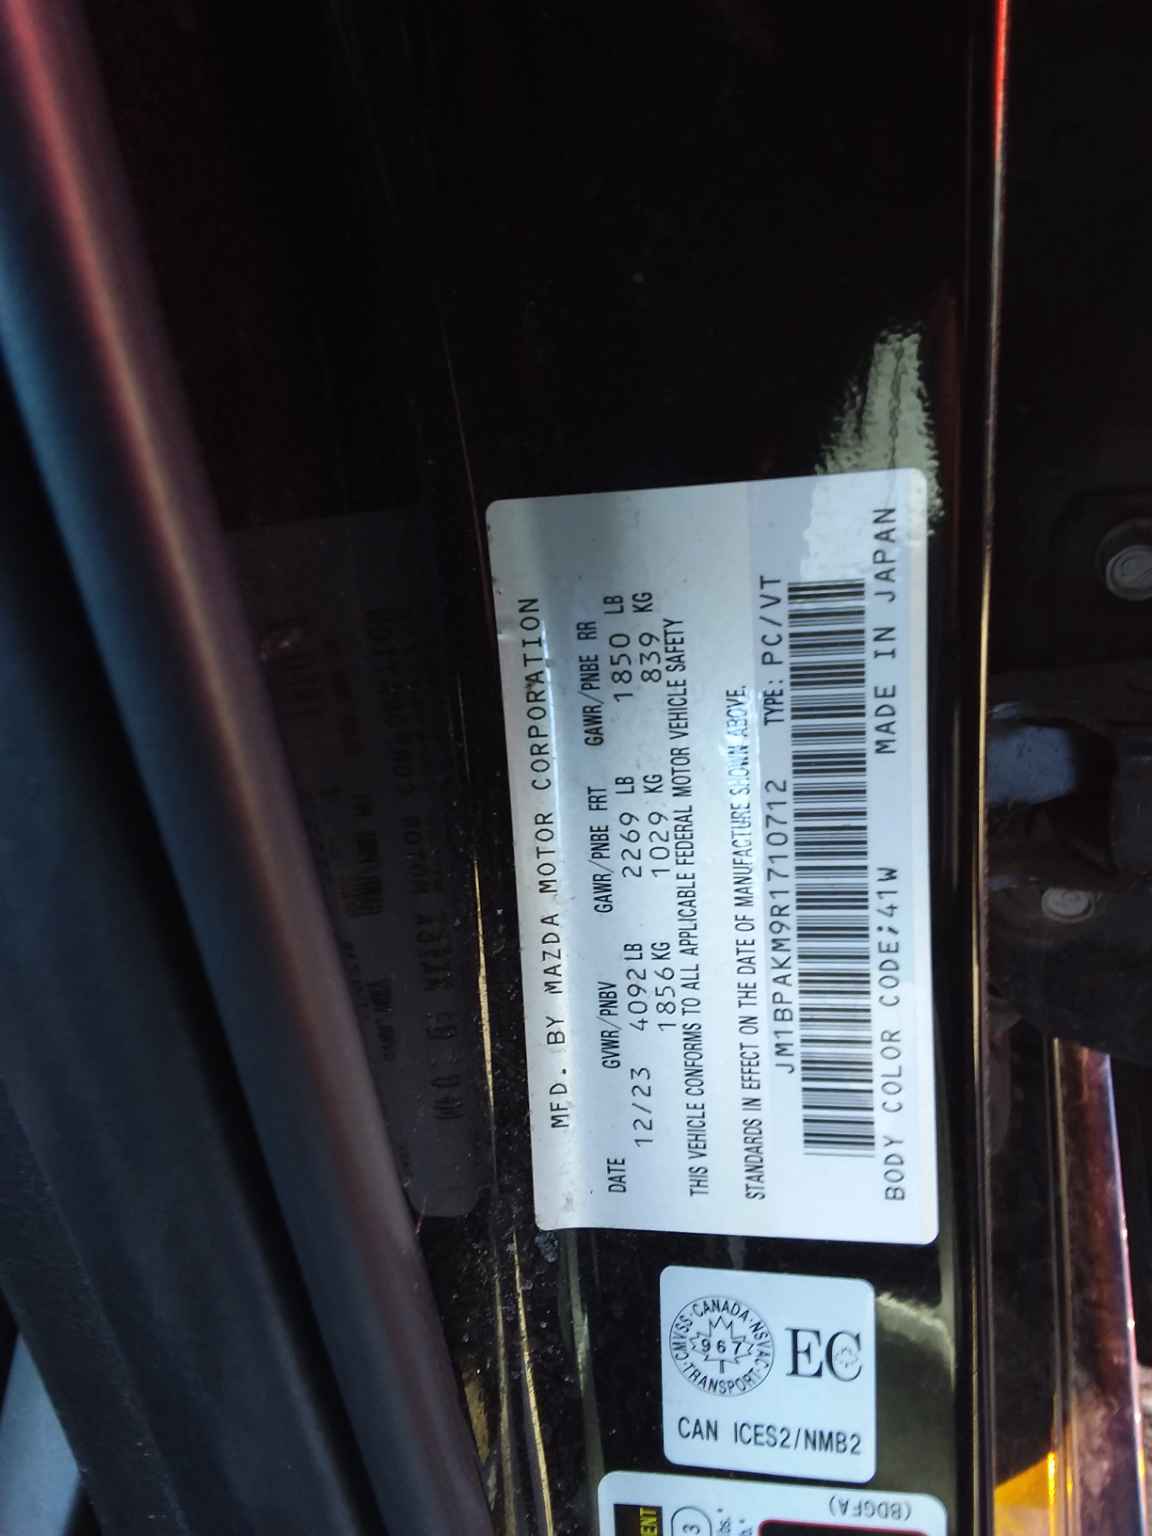 MFD. BY MAZDA MOTOR CORPORATION
DATE GVWR/PNBV GAWR/PNBE FRT GAWR/PNBE RR
12/23 4092 LB 2269 LB 1850 LB
1856 KG 1029 KG 839 KG
THIS VEHICLE CONFORMS TO ALL APPLICABLE FEDERAL MOTOR VEHICLE SAFETY
STANDARDS IN EFFECT ON THE DATE OF MANUFACTURE SHOWN ABOVE.
JM1BPAKM9R1710712 TYPE: PC/VT
BODY COLOR CODE;41W MADE IN JAPAN
CANADA · NSVAC · TRANSPORT · CMVSS
967
EC
CAN ICES2/NMB2
(BDGFA)